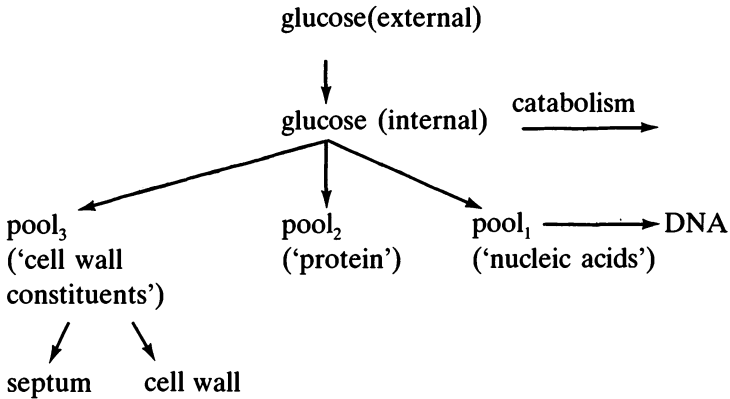 glucose(external)
glucose (internal)
catabolism
pool₃
('cell wall
constituents')
pool₂
('protein')
pool₁
('nucleic acids')
DNA
septum
cell wall